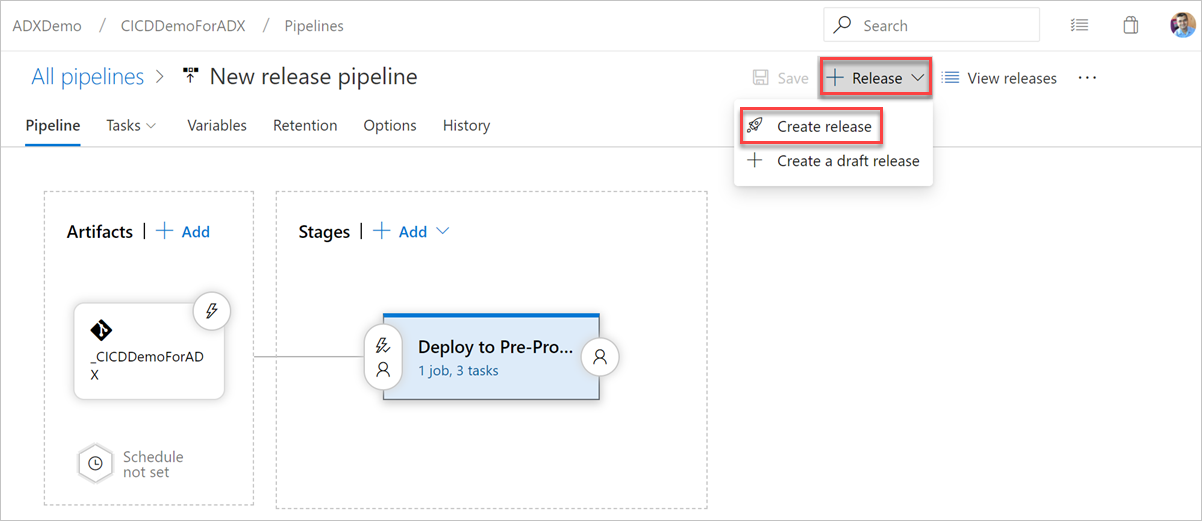 ADXDemo / CICDDemoForADX / Pipelines
Search
All pipelines > New release pipeline
Save
Release
View releases
...
Pipeline Tasks Variables Retention Options History
Create release
Create a draft release
Artifacts | + Add
Stages | + Add
_CICDDemoForAD
X
Deploy to Pre-Pro...
1 job, 3 tasks
Schedule
not set